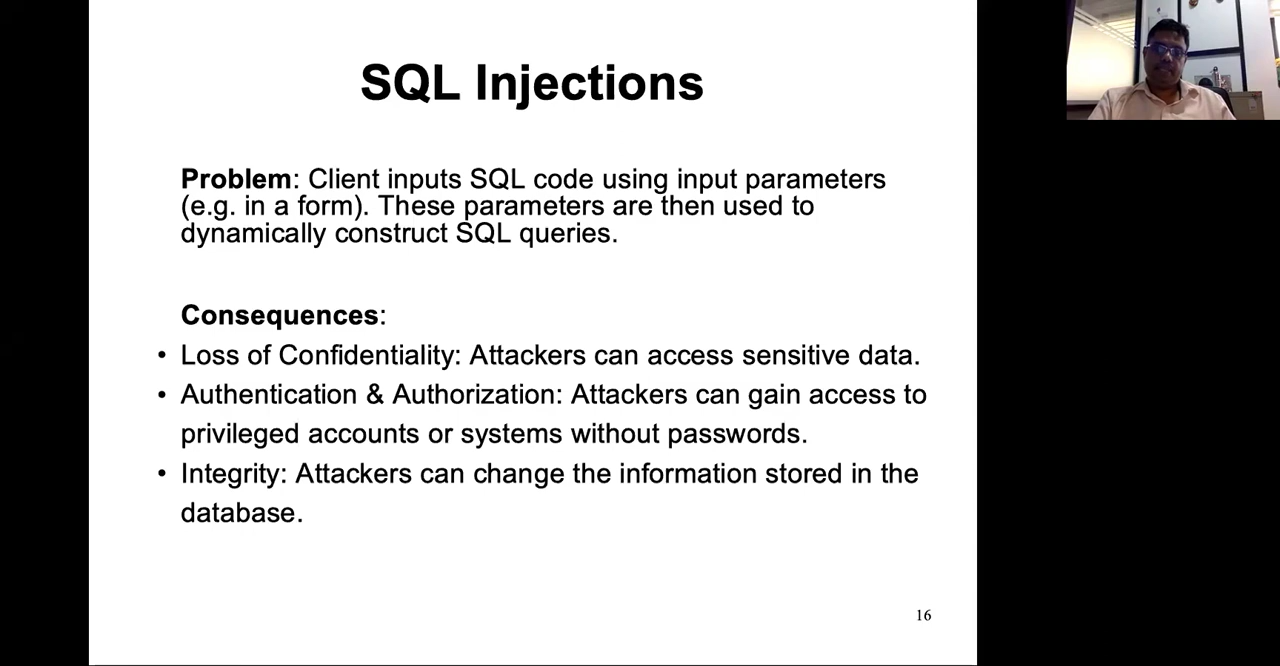 SQL Injections
Problem: Client inputs SQL code using input parameters
(e.g. in a form). These parameters are then used to
dynamically construct SQL queries.
Consequences:
• Loss of Confidentiality: Attackers can access sensitive data.
• Authentication & Authorization: Attackers can gain access to
privileged accounts or systems without passwords.
• Integrity: Attackers can change the information stored in the
database.
16